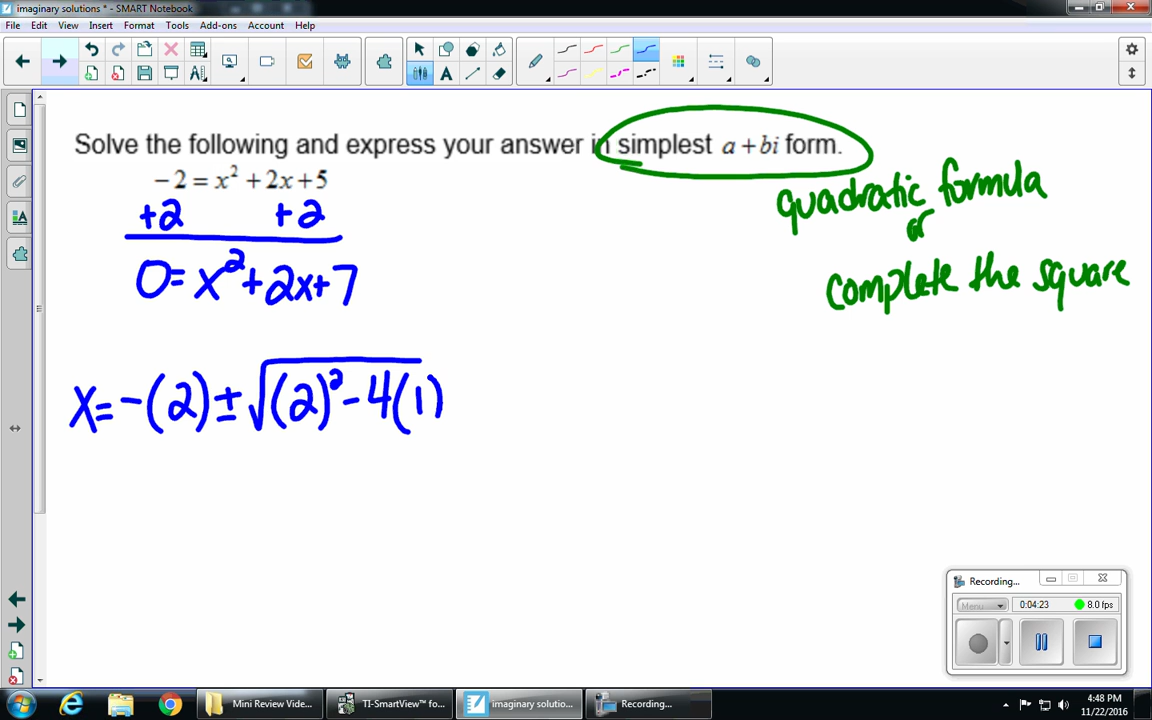 imaginary solutions * - SMART Notebook
File Edit View Insert Format Tools Add-ons Account Help
Solve the following and express your answer in simplest a + bi form.
−2 = x² + 2x + 5
+2 +2
0 = x² + 2x + 7
quadratic formula
or
complete the square
x = −(2) ± √(2)² − 4(1)
Recording...
Menu 0:04:23 8.0 fps
Mini Review Vide... TI-SmartView™ fo... imaginary solutio... Recording... 4:48 PM
11/22/2016